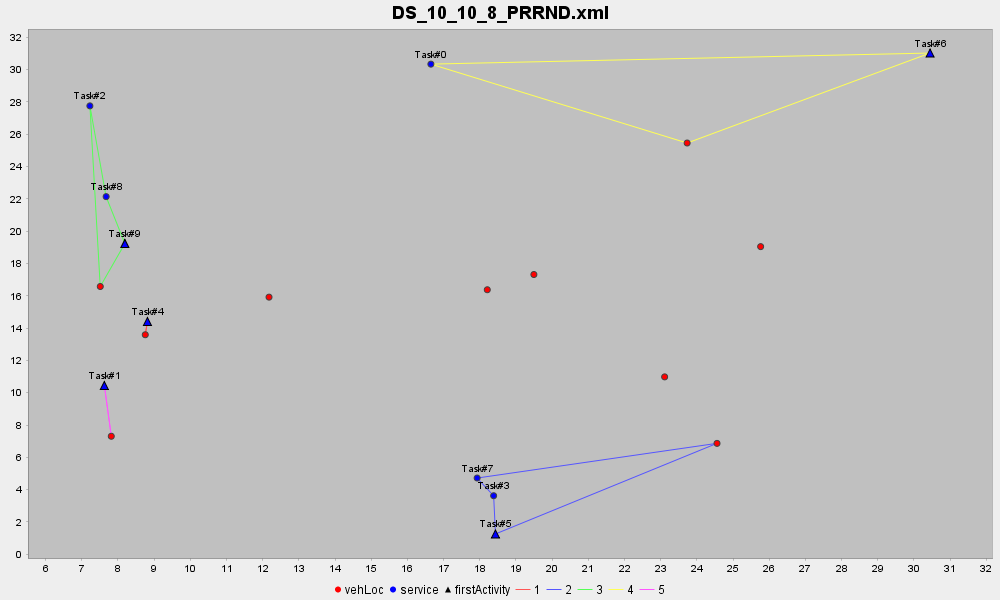 DS_10_10_8_PRRND.xml
32
30
28
26
24
22
20
18
16
14
12
10
8
6
4
2
0
Task#0
Task#6
Task#2
Task#8
Task#9
Task#4
Task#1
Task#7
Task#3
Task#5
6 7 8 9 10 11 12 13 14 15 16 17 18 19 20 21 22 23 24 25 26 27 28 29 30 31 32
vehLoc service firstActivity 1 2 3 4 5